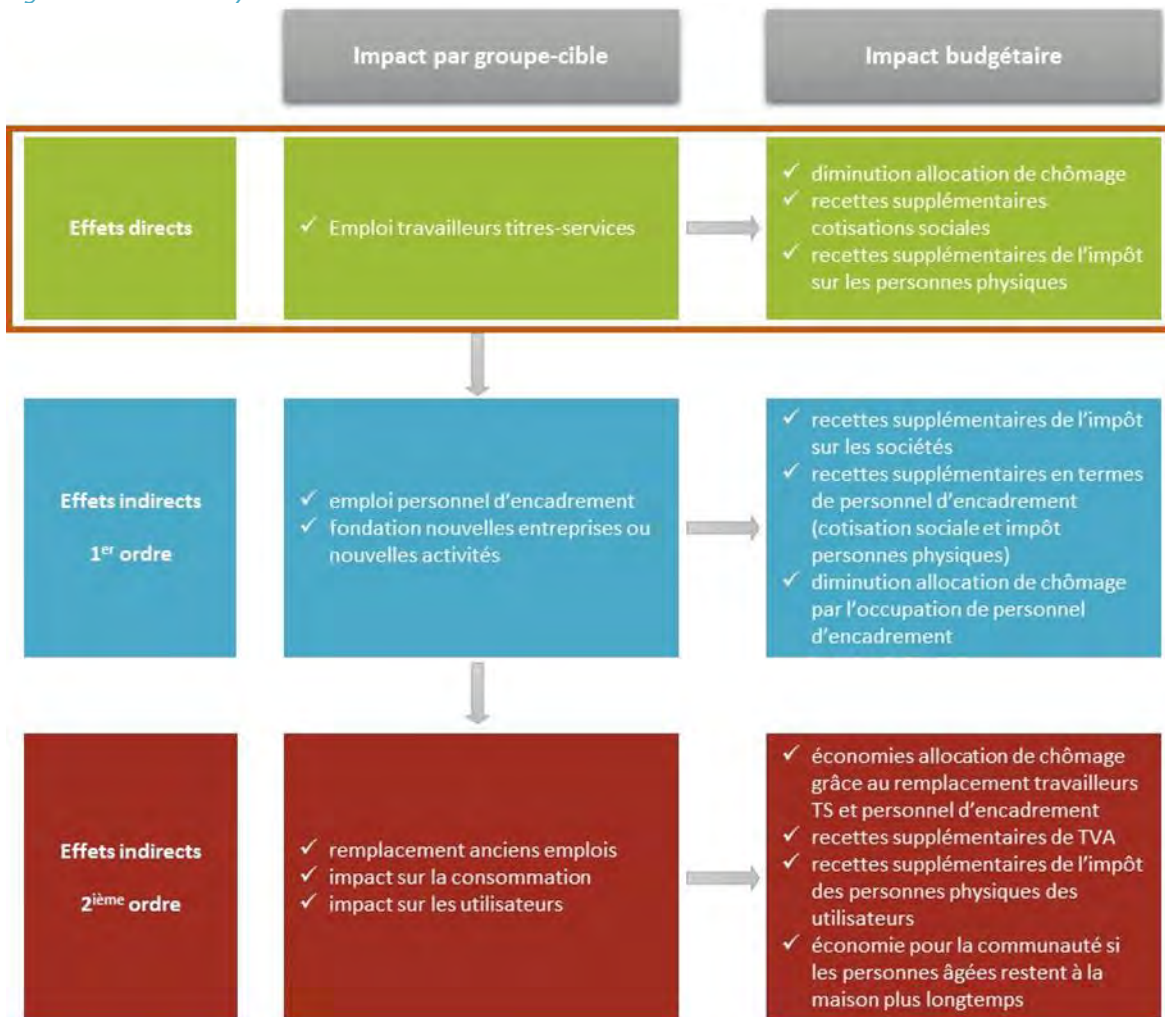 Impact par groupe-cible
Impact budgétaire
Effets directs
✓ Emploi travailleurs titres-services
✓ diminution allocation de chômage
✓ recettes supplémentaires
cotisations sociales
✓ recettes supplémentaires de l'impôt
sur les personnes physiques
Effets indirects
1er ordre
✓ emploi personnel d'encadrement
✓ fondation nouvelles entreprises ou
nouvelles activités
✓ recettes supplémentaires de l'impôt
sur les sociétés
✓ recettes supplémentaires en termes
de personnel d'encadrement
(cotisation sociale et impôt
personnes physiques)
✓ diminution allocation de chômage
par l'occupation de personnel
d'encadrement
Effets indirects
2ième ordre
✓ remplacement anciens emplois
✓ impact sur la consommation
✓ impact sur les utilisateurs
✓ économies allocation de chômage
grâce au remplacement travailleurs
TS et personnel d'encadrement
✓ recettes supplémentaires de TVA
✓ recettes supplémentaires de l'impôt
des personnes physiques des
utilisateurs
✓ économie pour la communauté si
les personnes âgées restent à la
maison plus longtemps